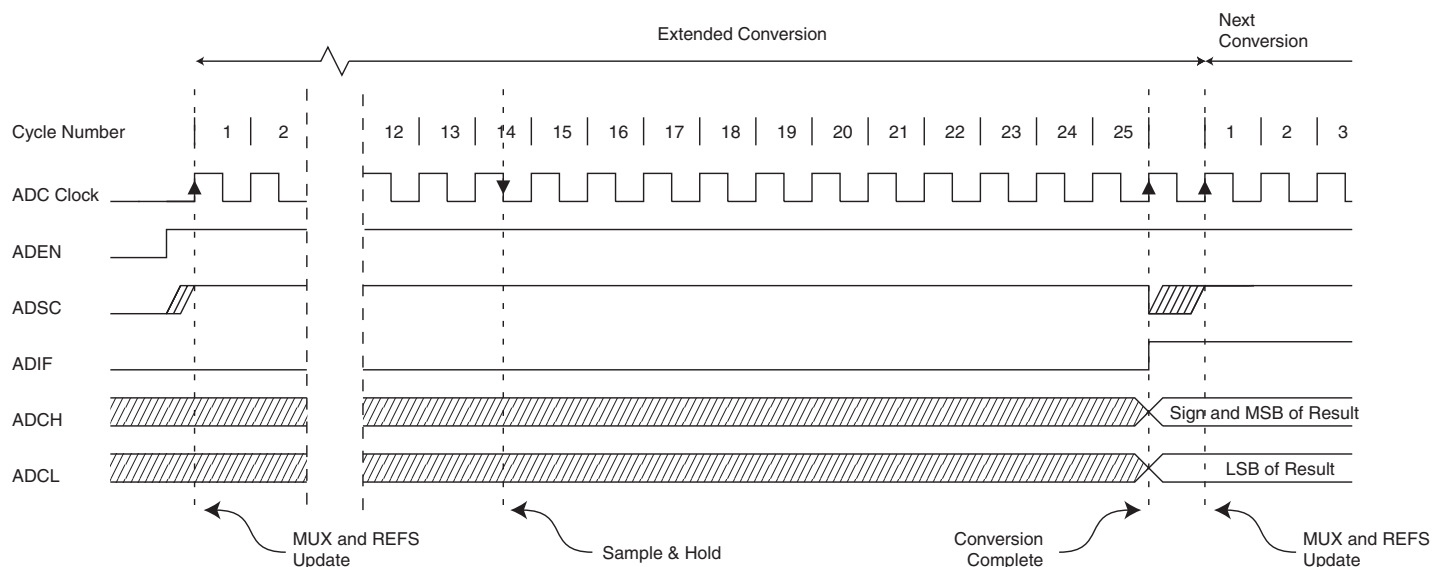 Extended Conversion
Next
Conversion
Cycle Number 1 2 12 13 14 15 16 17 18 19 20 21 22 23 24 25 1 2 3
ADC Clock
ADEN
ADSC
ADIF
ADCH Sign and MSB of Result
ADCL LSB of Result
MUX and REFS
Update
Sample & Hold
Conversion
Complete
MUX and REFS
Update